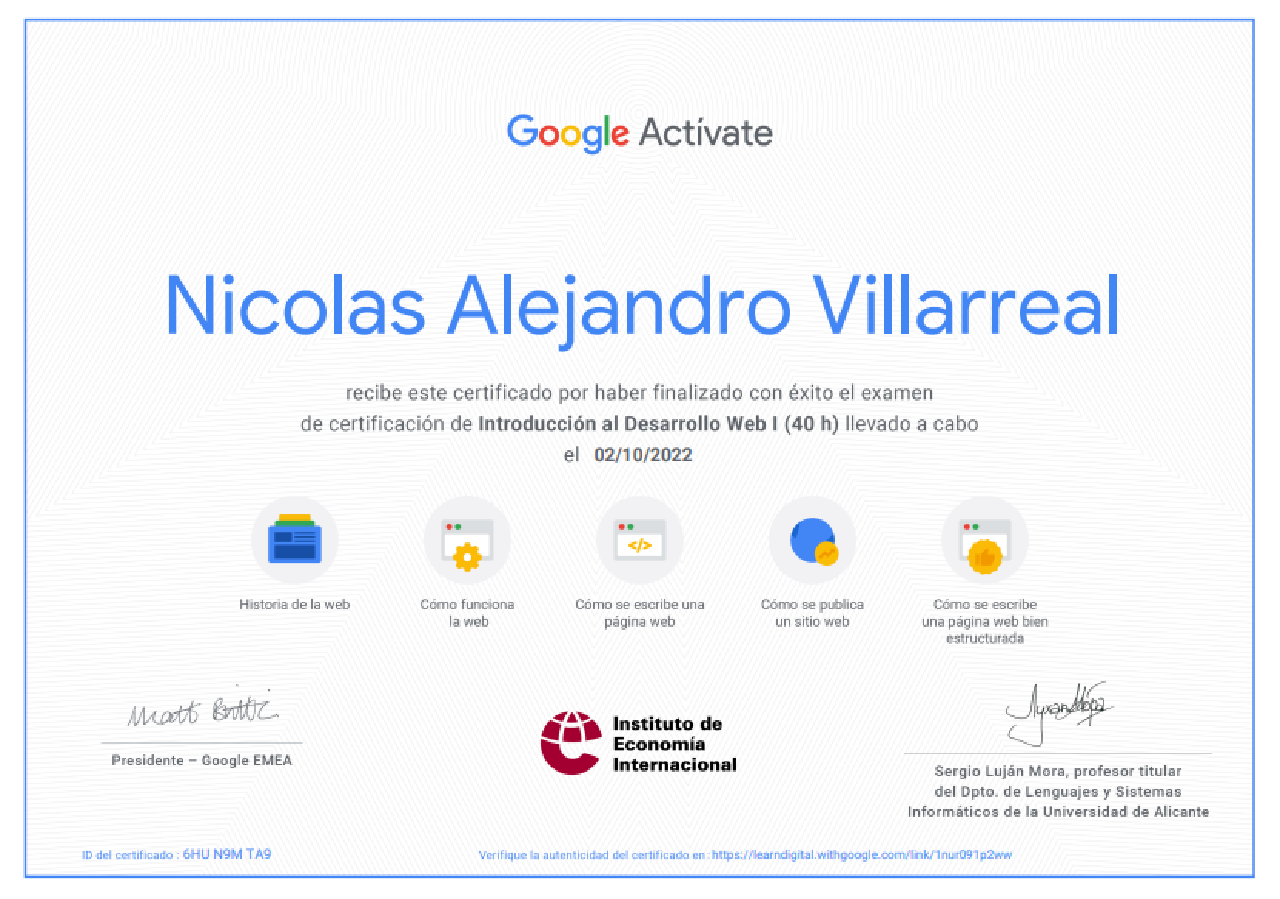 Google Actívate
Nicolas Alejandro Villarreal
recibe este certificado por haber finalizado con éxito el examen
de certificación de Introducción al Desarrollo Web I (40 h) llevado a cabo
el 02/10/2022
</>
Historia de la web
Cómo funciona
la web
Cómo se escribe una
página web
Cómo se publica
un sitio web
Cómo se escribe
una página web bien
estructurada
Matt Brittin
Presidente – Google EMEA
Instituto de
Economía
Internacional
Sergio Luján Mora, profesor titular
del Dpto. de Lenguajes y Sistemas
Informáticos de la Universidad de Alicante
ID del certificado : 6HU N9M TA9
Verifique la autenticidad del certificado en: https://learndigital.withgoogle.com/link/1nur091p2ww